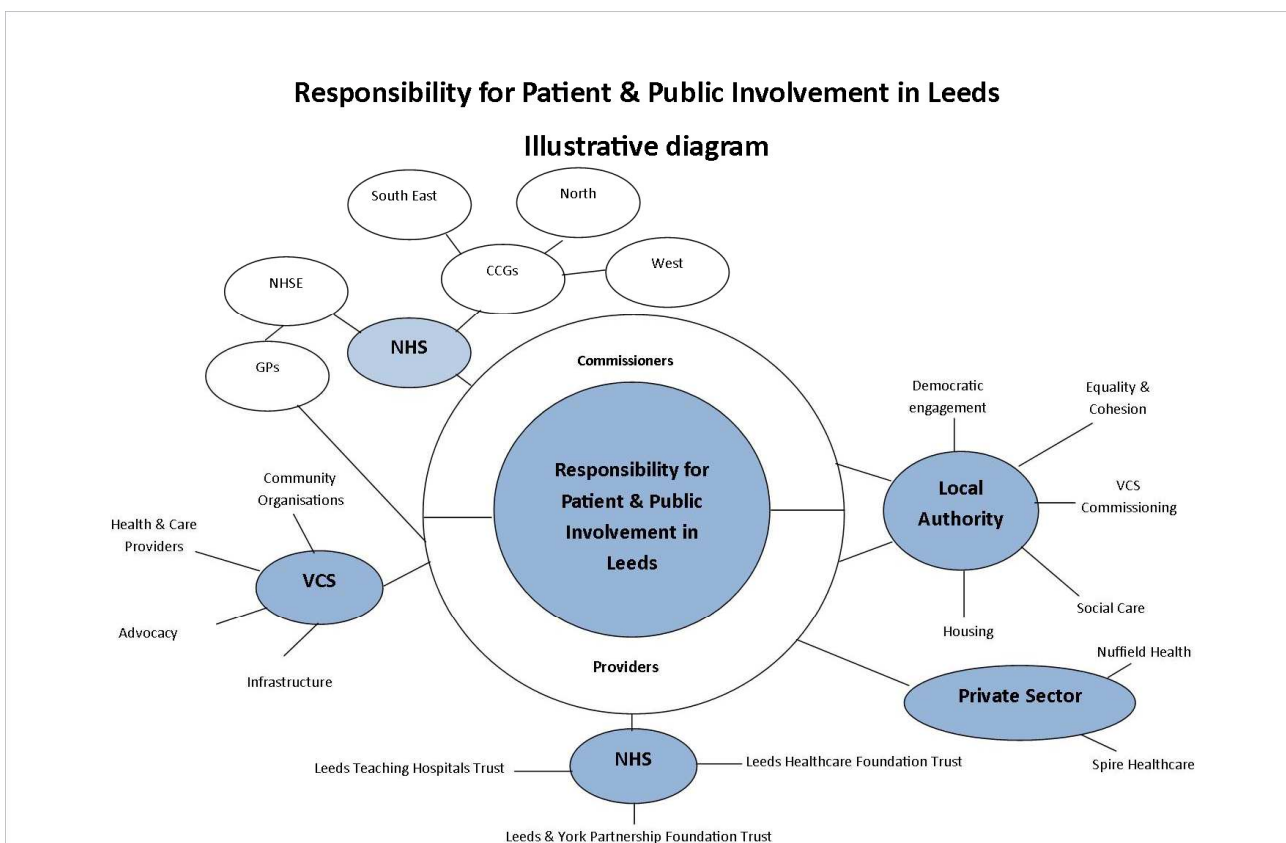 Responsibility for Patient & Public Involvement in Leeds
Illustrative diagram
South East
North
CCGs
West
NHSE
NHS
GPs
Commissioners
Democratic
engagement
Equality &
Cohesion
Responsibility for
Patient & Public
Involvement in
Leeds
Local
Authority
VCS
Commissioning
Community
Organisations
Health & Care
Providers
VCS
Advocacy
Infrastructure
Social Care
Housing
Providers
Nuffield Health
Private Sector
Spire Healthcare
NHS
Leeds Teaching Hospitals Trust
Leeds Healthcare Foundation Trust
Leeds & York Partnership Foundation Trust